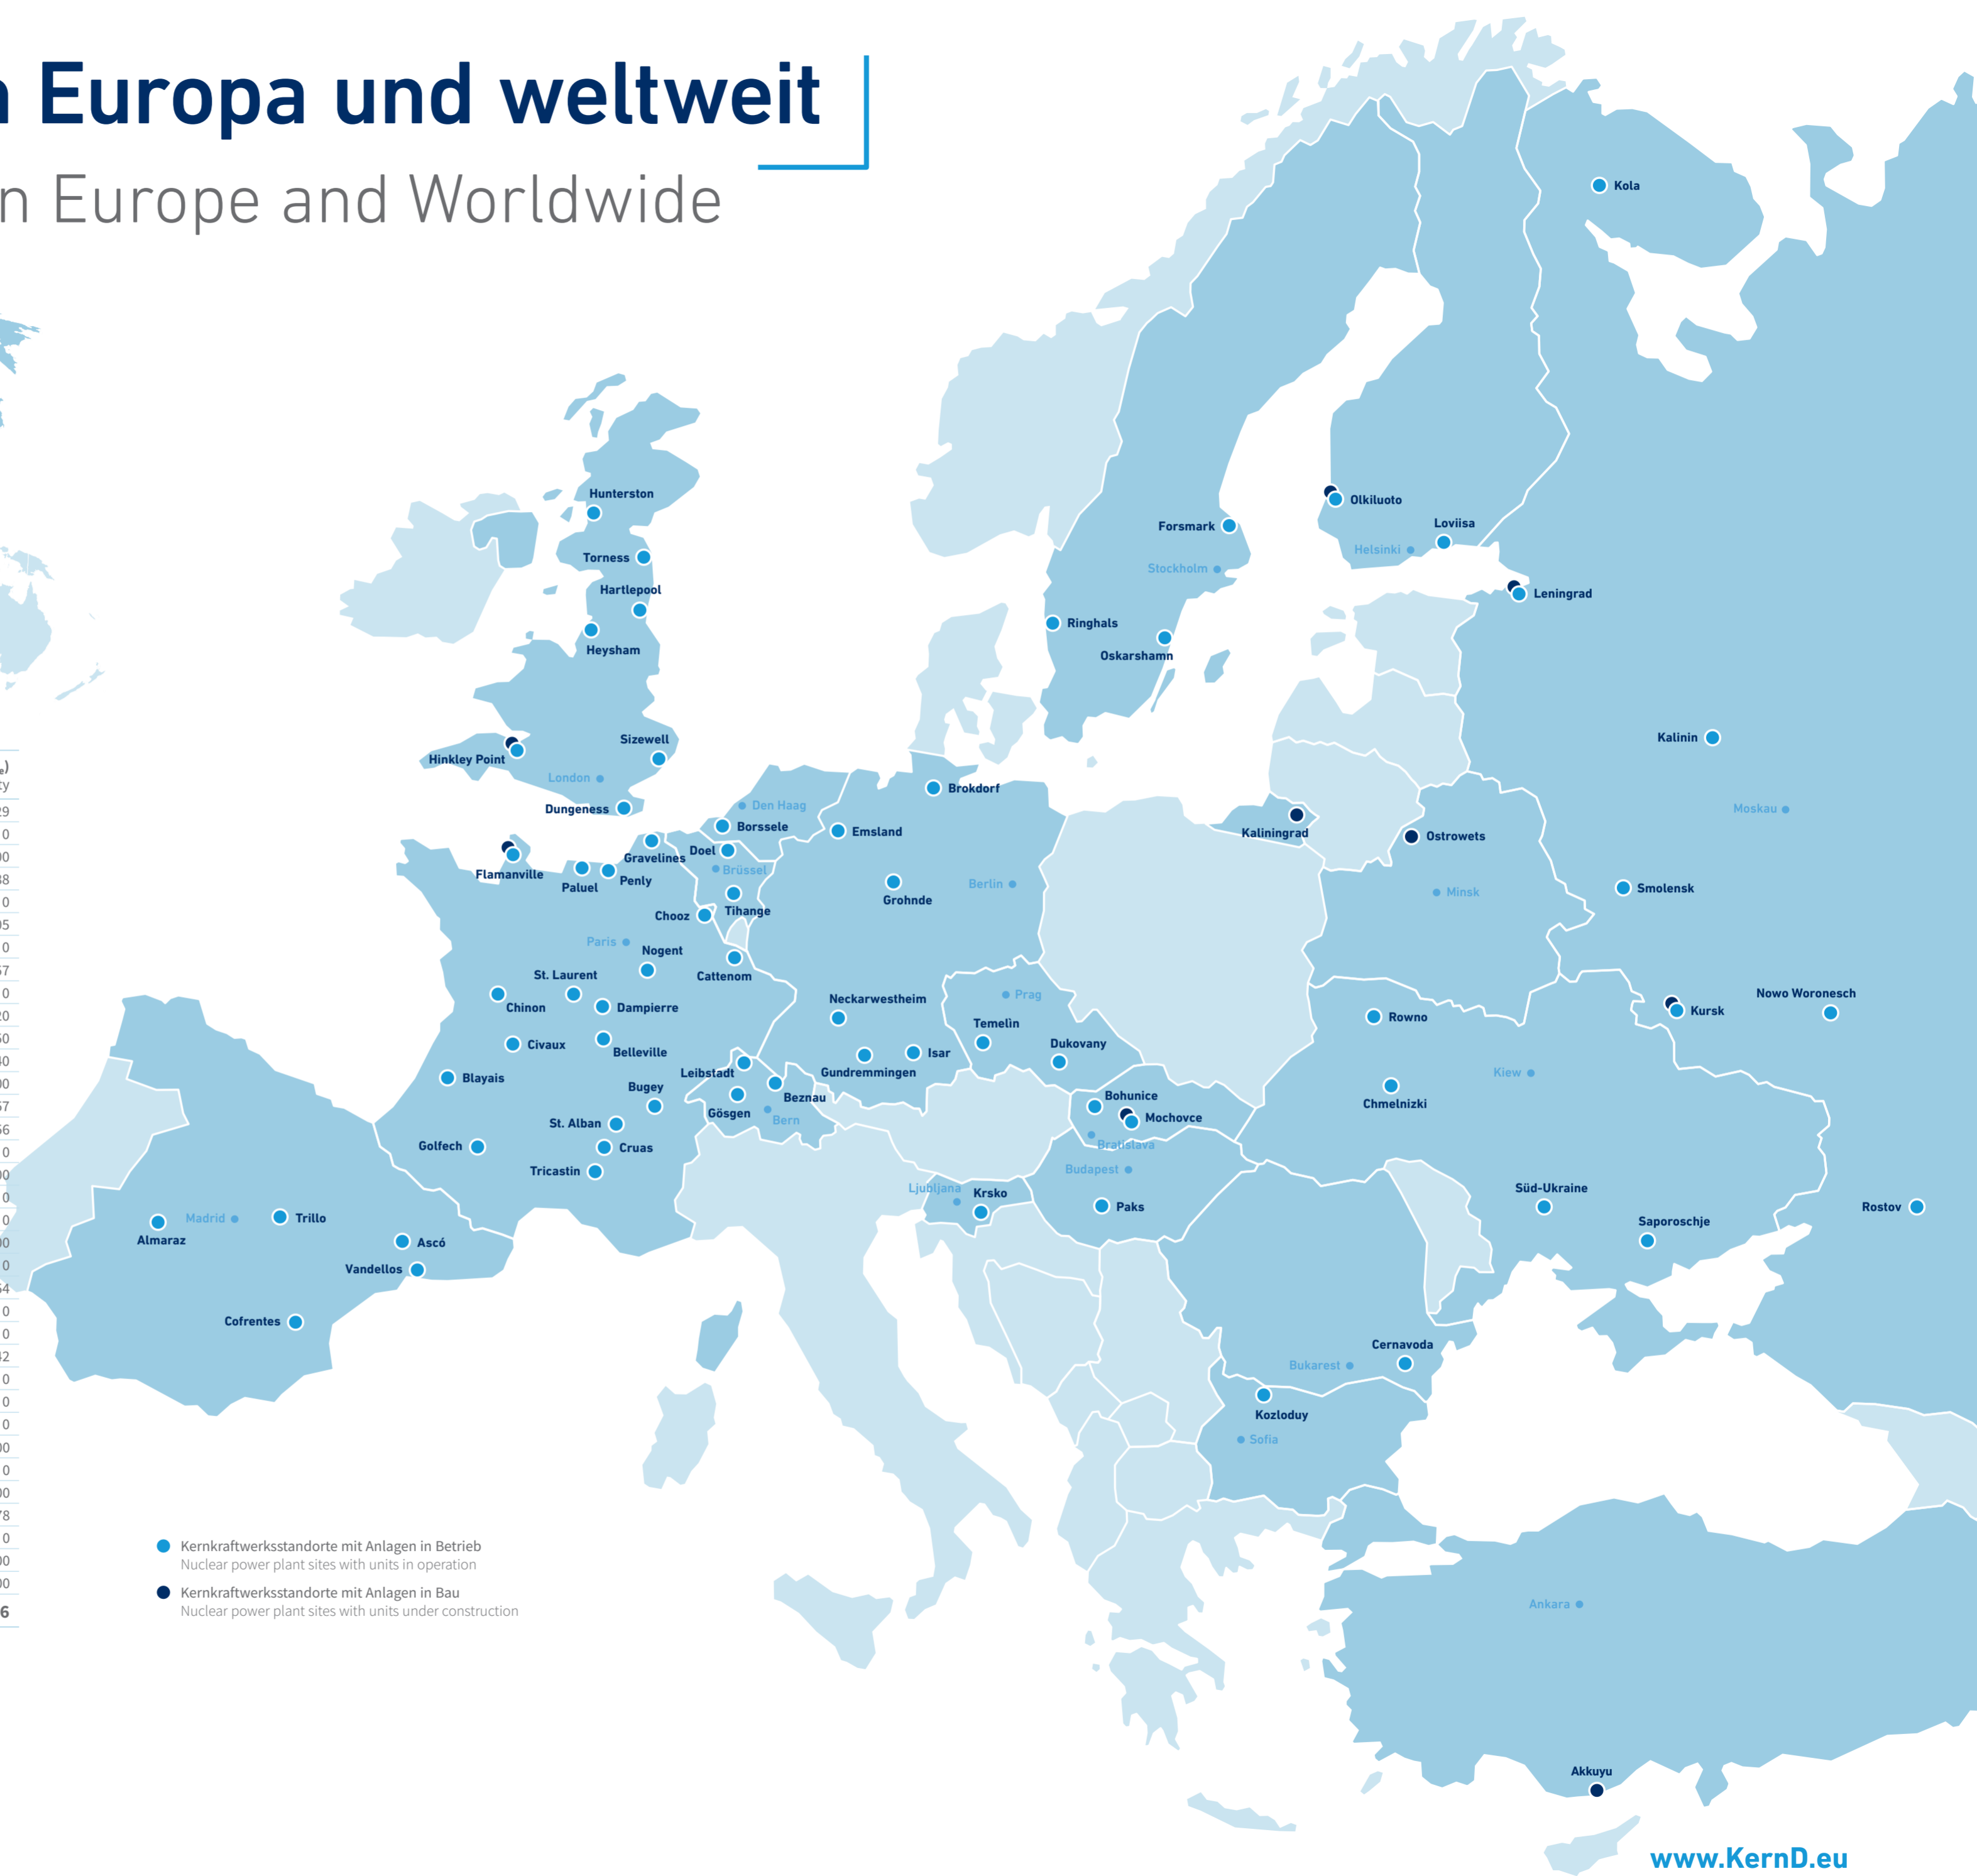 n Europa und weltweit
n Europe and Worldwide
Kola
Hunterston
Olkiluoto
Forsmark
Loviisa
Helsinki
Torness
Stockholm
Hartlepool
Leningrad
Ringhals
Heysham
Oskarshamn
Sizewell
Kalinin
Hinkley Point
London
Brokdorf
Den Haag
Dungeness
Moskau
Borssele
Emsland
Kaliningrad
Ostrowets
Gravelines
Doel
Brüssel
Flamanville
Paluel
Penly
Berlin
Smolensk
Minsk
Grohnde
Tihange
Chooz
Paris
Nogent
Cattenom
St. Laurent
Neckarwestheim
Prag
Nowo Woronesch
Chinon
Dampierre
Kursk
Temelin
Rowno
Civaux
Belleville
Dukovany
Isar
Leibstadt
Gundremmingen
Kiew
Blayais
Bugey
Beznau
Bohunice
Chmelnizki
Gösgen
Bern
Mochovce
St. Alban
Bratislava
Golfech
Cruas
Tricastin
Budapest
Ljubljana
Krsko
Süd-Ukraine
Paks
Rostov
Madrid
Trillo
Saporoschje
Almaraz
Ascó
Vandellos
Cofrentes
Cernavoda
Bukarest
Kozloduy
Sofia
Kernkraftwerksstandorte mit Anlagen in Betrieb
Nuclear power plant sites with units in operation
Kernkraftwerksstandorte mit Anlagen in Bau
Nuclear power plant sites with units under construction
Ankara
Akkuyu
www.KernD.eu